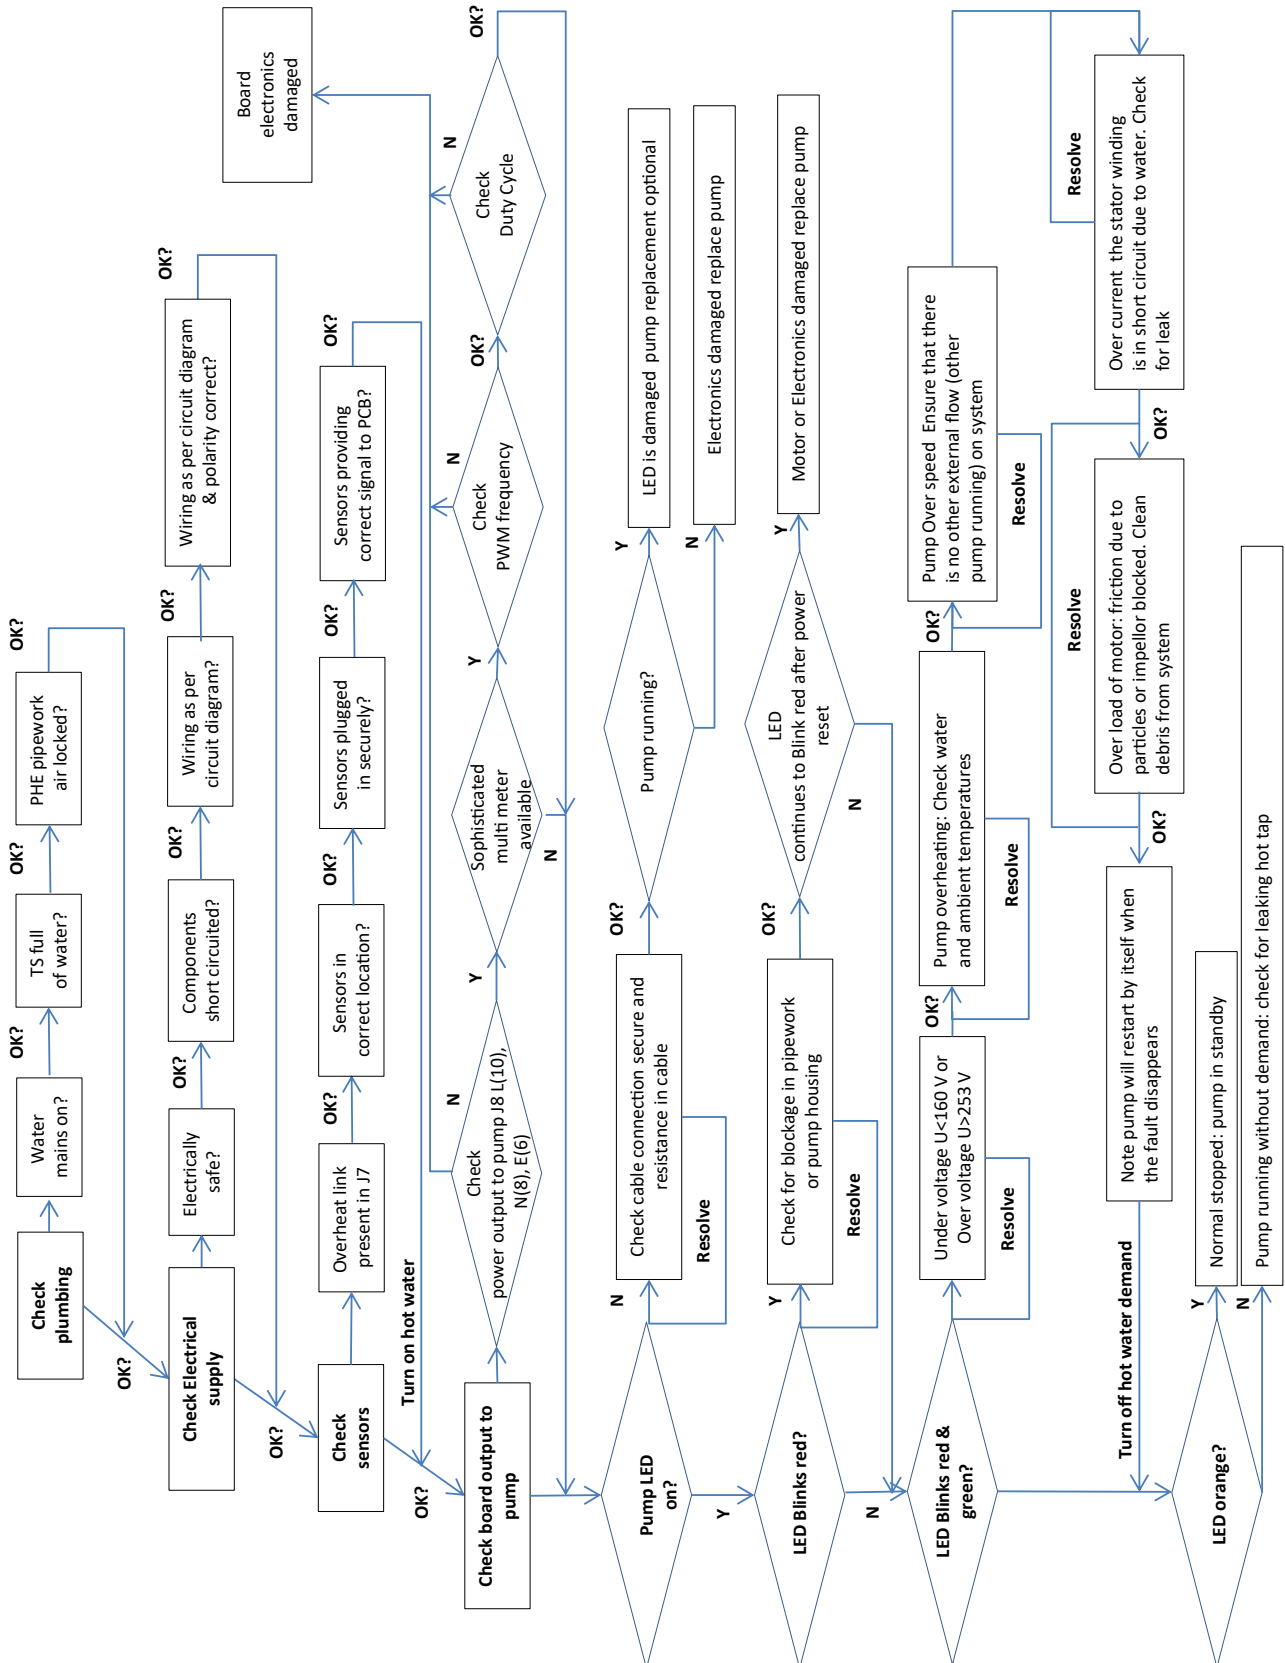 Check
plumbing
Water
mains on?
OK?
TS full
of water?
OK?
PHE pipework
air locked?
OK?
OK?
Check Electrical
supply
Electrically
safe?
OK?
Components
short circuited?
OK?
Wiring as per
circuit diagram?
OK?
Wiring as per circuit diagram
& polarity correct?
OK?
OK?
Check
sensors
Overheat link
present in J7
OK?
Sensors in
correct location?
OK?
Sensors plugged
in securely?
OK?
Sensors providing
correct signal to PCB?
OK?
Turn on hot water
OK?
Check board output to
pump
Check
power output to pump J8 L(10),
N(8), E(6)
N
Y
Sophisticated
multi meter
available
Y
N
Check
PWM frequency
N
OK?
Check
Duty Cycle
N
OK?
Board
electronics
damaged
Pump LED
on?
N
Y
Check cable connection secure and
resistance in cable
Resolve
OK?
Pump running?
Y
N
LED is damaged pump replacement optional
Electronics damaged replace pump
LED Blinks red?
Y
N
Check for blockage in pipework
or pump housing
Resolve
OK?
LED
continues to Blink red after power
reset
Y
N
Motor or Electronics damaged replace pump
LED Blinks red &
green?
Under voltage U<160 V or
Over voltage U>253 V
Resolve
OK?
Pump overheating: Check water
and ambient temperatures
Resolve
OK?
Pump Over speed Ensure that there
is no other external flow (other
pump running) on system
Resolve
Over current the stator winding
is in short circuit due to water. Check
for leak
Resolve
OK?
Over load of motor: friction due to
particles or impellor blocked. Clean
debris from system
Resolve
OK?
Note pump will restart by itself when
the fault disappears
Turn off hot water demand
LED orange?
Y
N
Normal stopped: pump in standby
Pump running without demand: check for leaking hot tap